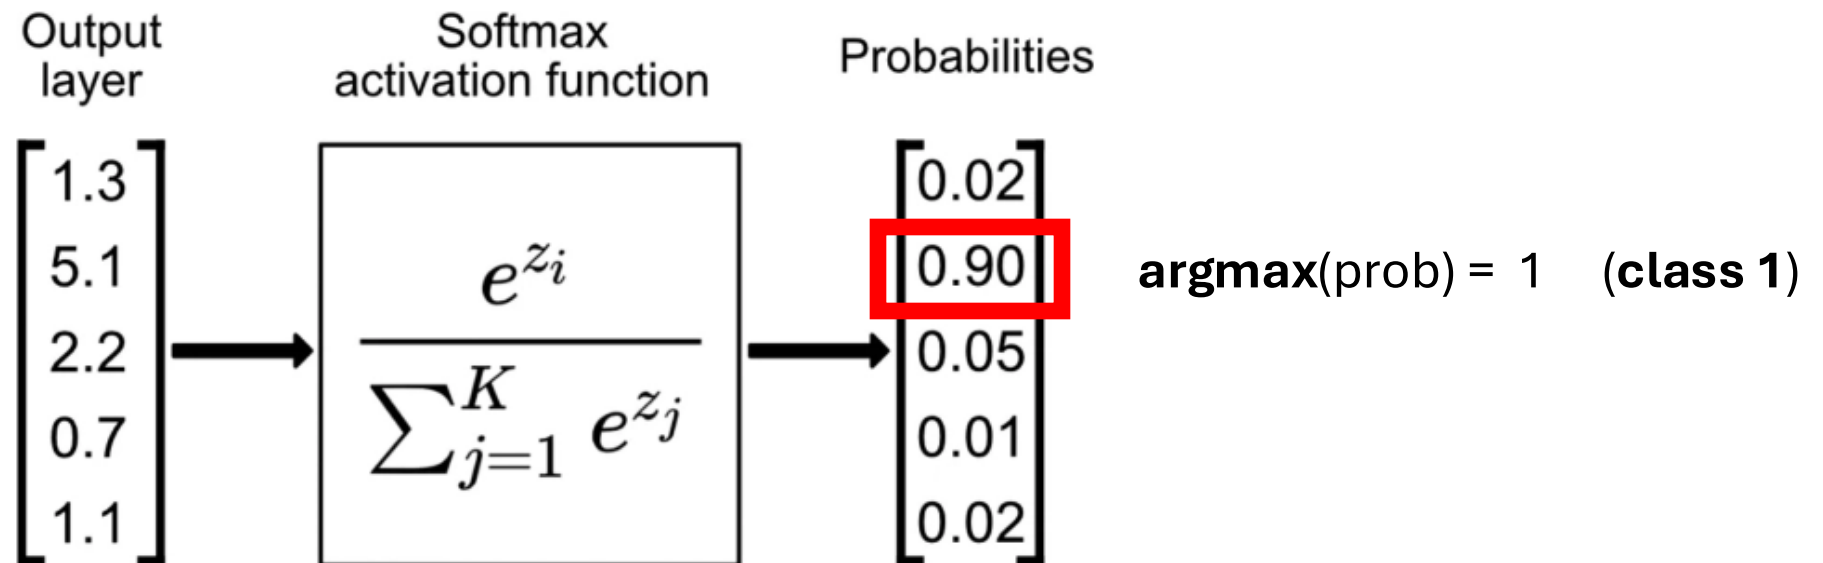 Output
layer
Softmax
activation function
Probabilities
1.3
5.1
2.2
0.7
1.1
e^{z_i}
∑_{j=1}^{K} e^{z_j}
0.02
0.90
0.05
0.01
0.02
argmax(prob) = 1 (class 1)